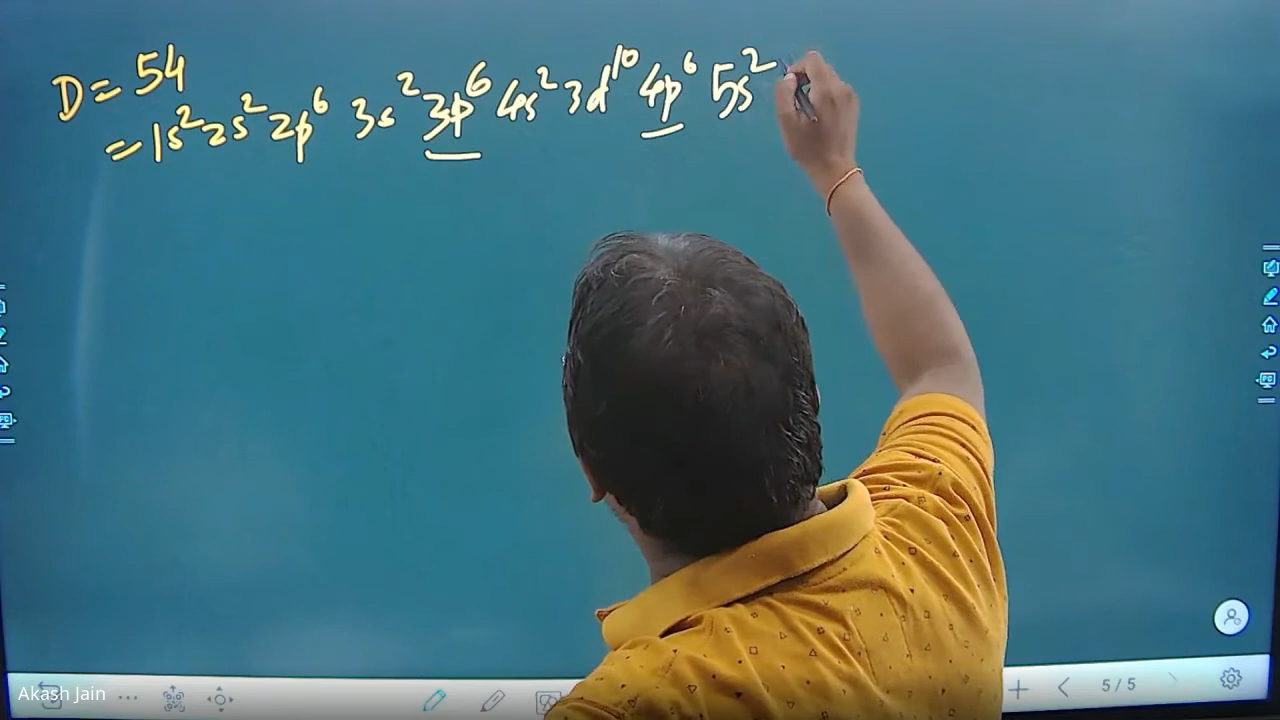 D = 54
= 1s² 2s² 2p⁶ 3s² 3p⁶ 4s² 3d¹⁰ 4p⁶ 5s²
Akash Jain
5/5